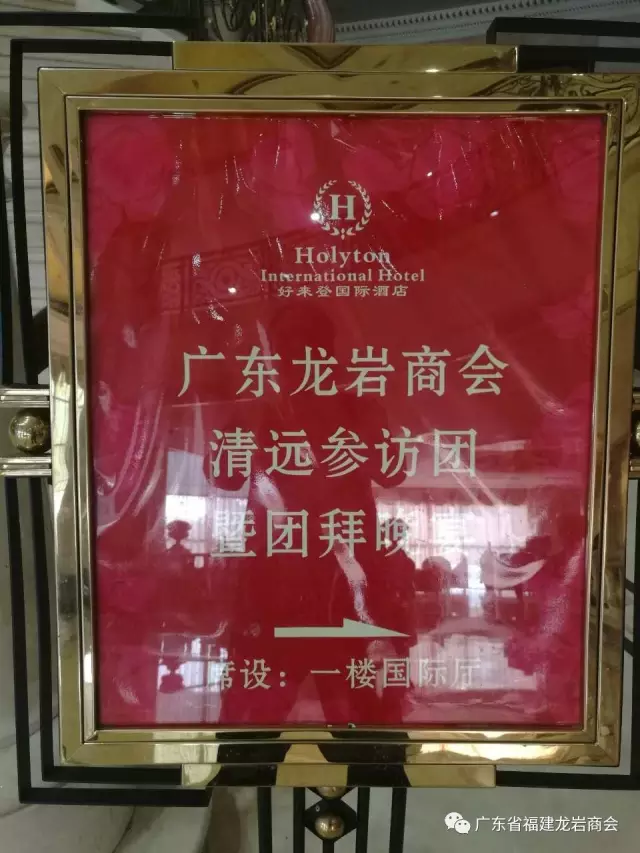 H
Holyton
International Hotel
好来登国际酒店
广东龙岩商会
清远参访团
暨团拜晚宴
席设：一楼国际厅
广东省福建龙岩商会